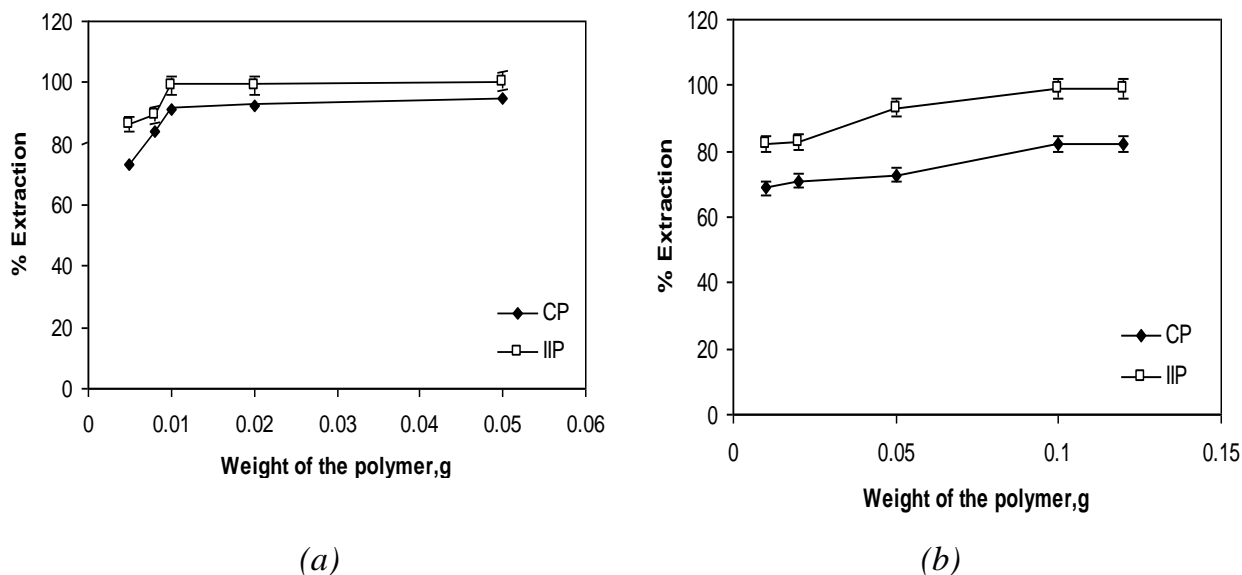 120
100
80
60
40
20
0
% Extraction
0 0.01 0.02 0.03 0.04 0.05 0.06
Weight of the polymer,g
CP
IIP
(a)
120
100
80
60
40
20
0
% Extraction
0 0.05 0.1 0.15
Weight of the polymer,g
CP
IIP
(b)